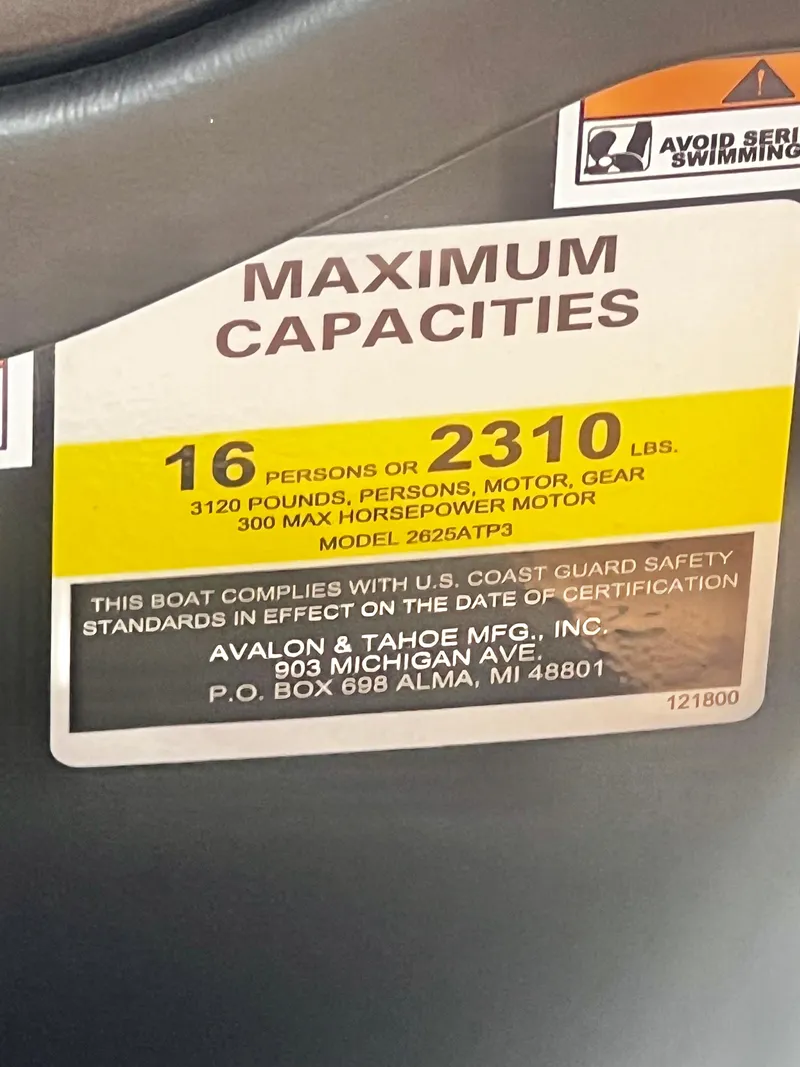 AVOID
SWIMMING
MAXIMUM
CAPACITIES
16 PERSONS OR 2310 LBS.
3120 POUNDS, PERSONS, MOTOR, GEAR
300 MAX HORSEPOWER MOTOR
MODEL 2625ATP3
THIS BOAT COMPLIES WITH U.S. COAST GUARD SAFETY
STANDARDS IN EFFECT ON THE DATE OF CERTIFICATION
AVALON & TAHOE MFG., INC.
903 MICHIGAN AVE.
P.O. BOX 698 ALMA, MI 48801
121800